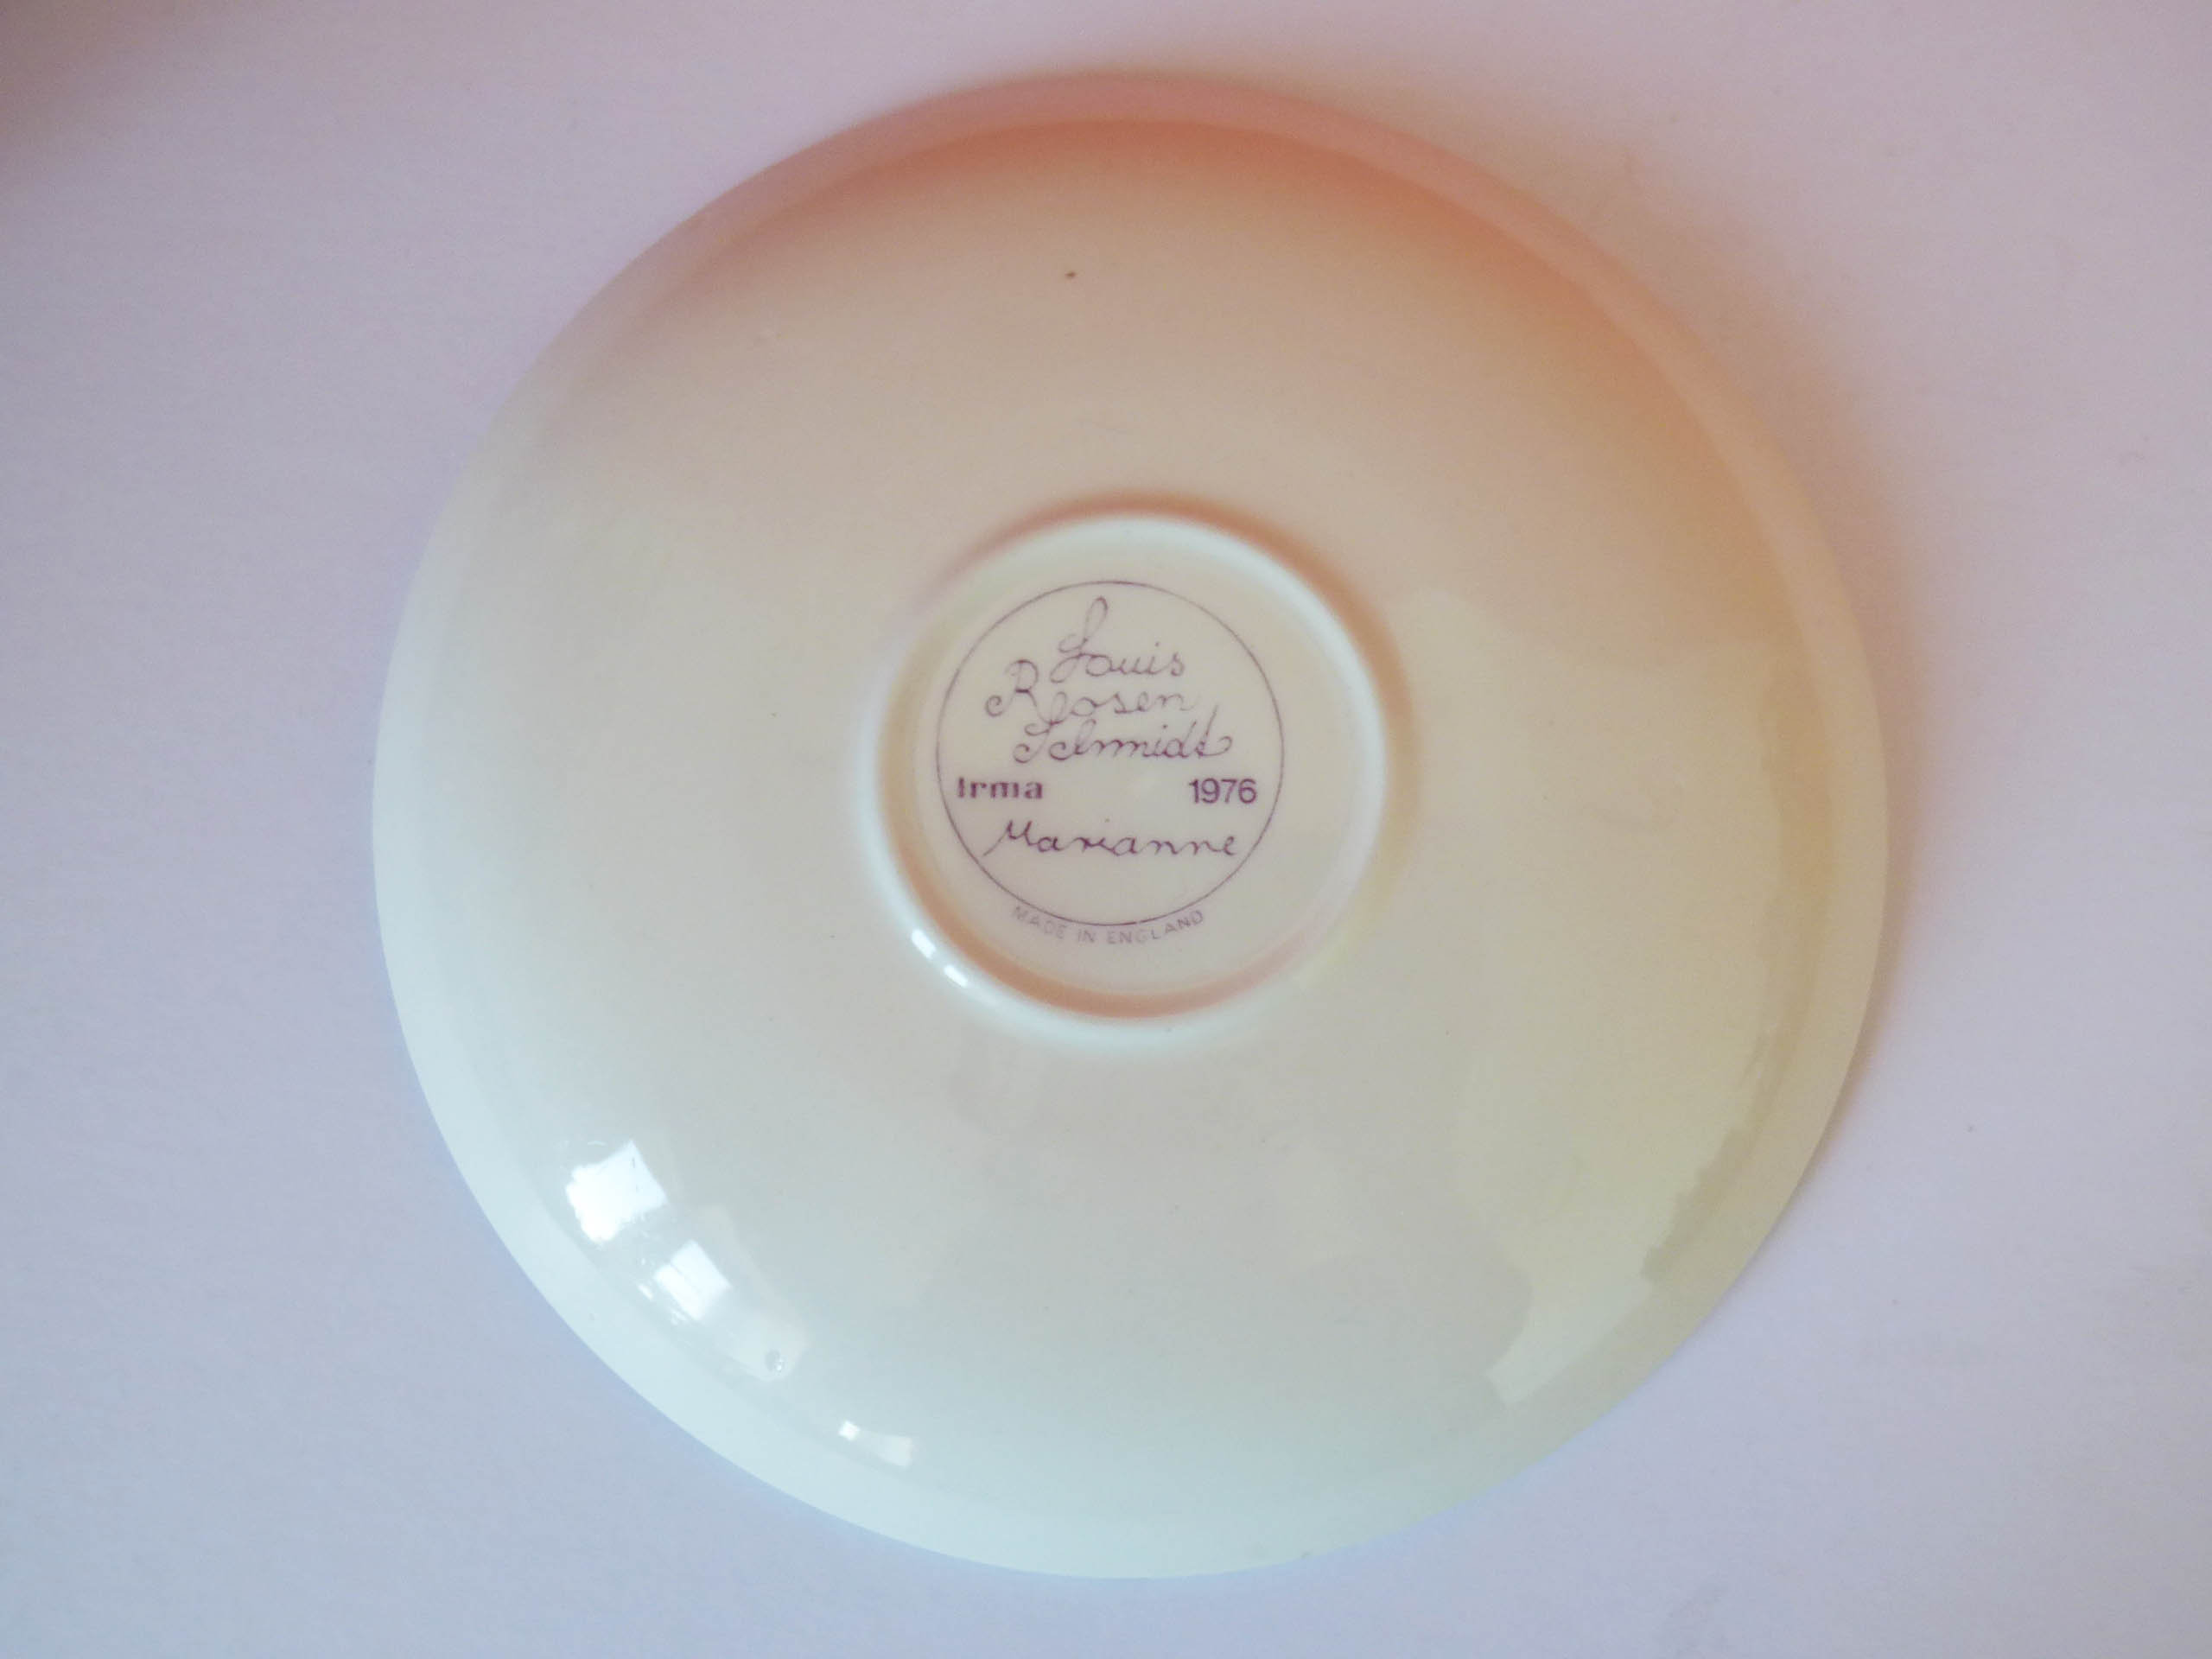 Louis
Rosen
Schmidt
Irma 1976
Marianne
MADE IN ENGLAND